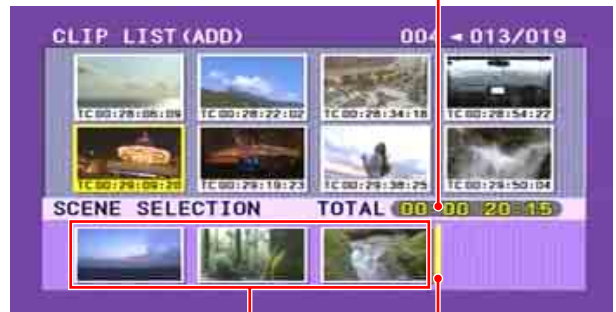 CLIP LIST(ADD) 004 ◄ 013/019
TC 00:28:06:09 TC 00:28:22:02 TC 00:28:34:18 TC 00:28:54:22
TC 00:29:09:20 TC 00:29:19:23 TC 00:29:38:25 TC 00:29:50:04
SCENE SELECTION TOTAL 00:00 20:15